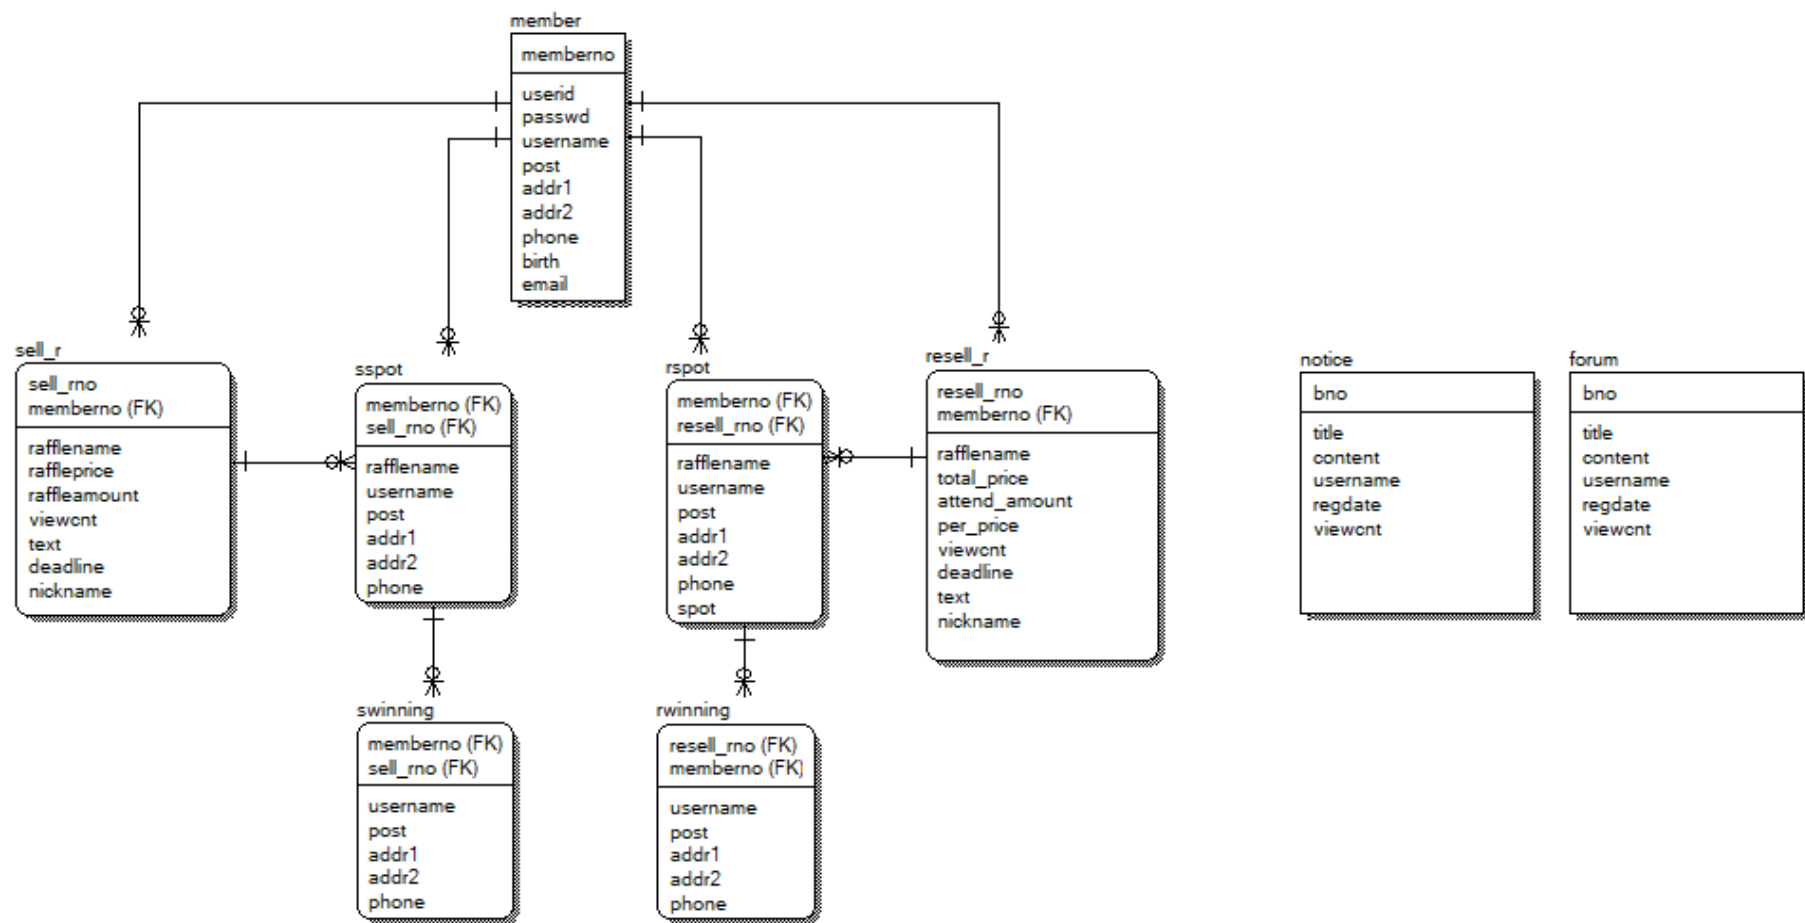 member
memberno
userid
passwd
username
post
addr1
addr2
phone
birth
email
sell_r
sell_rno
memberno (FK)
rafflename
raffleprice
raffleamount
viewcnt
text
deadline
nickname
sspot
memberno (FK)
sell_rno (FK)
rafflename
username
post
addr1
addr2
phone
rspot
memberno (FK)
resell_rno (FK)
rafflename
username
post
addr1
addr2
phone
spot
resell_r
resell_rno
memberno (FK)
rafflename
total_price
attend_amount
per_price
viewcnt
deadline
text
nickname
notice
bno
title
content
username
regdate
viewcnt
forum
bno
title
content
username
regdate
viewcnt
swinning
memberno (FK)
sell_rno (FK)
username
post
addr1
addr2
phone
rwinning
resell_rno (FK)
memberno (FK)
username
post
addr1
addr2
phone